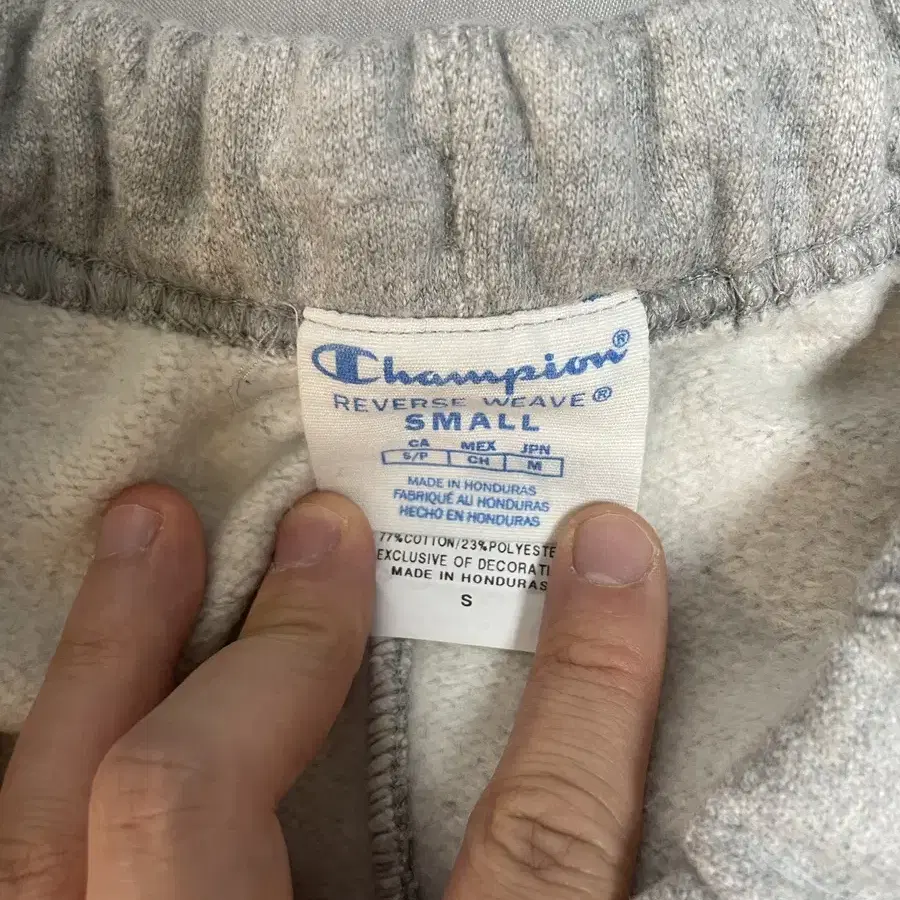 Champion®
REVERSE WEAVE®
SMALL
CA MEX JPN
S/P CH M
MADE IN HONDURAS
FABRIQUÉ AU HONDURAS
HECHO EN HONDURAS
77%COTTON/23%POLYESTE
EXCLUSIVE OF DECORATI
MADE IN HONDURAS
S